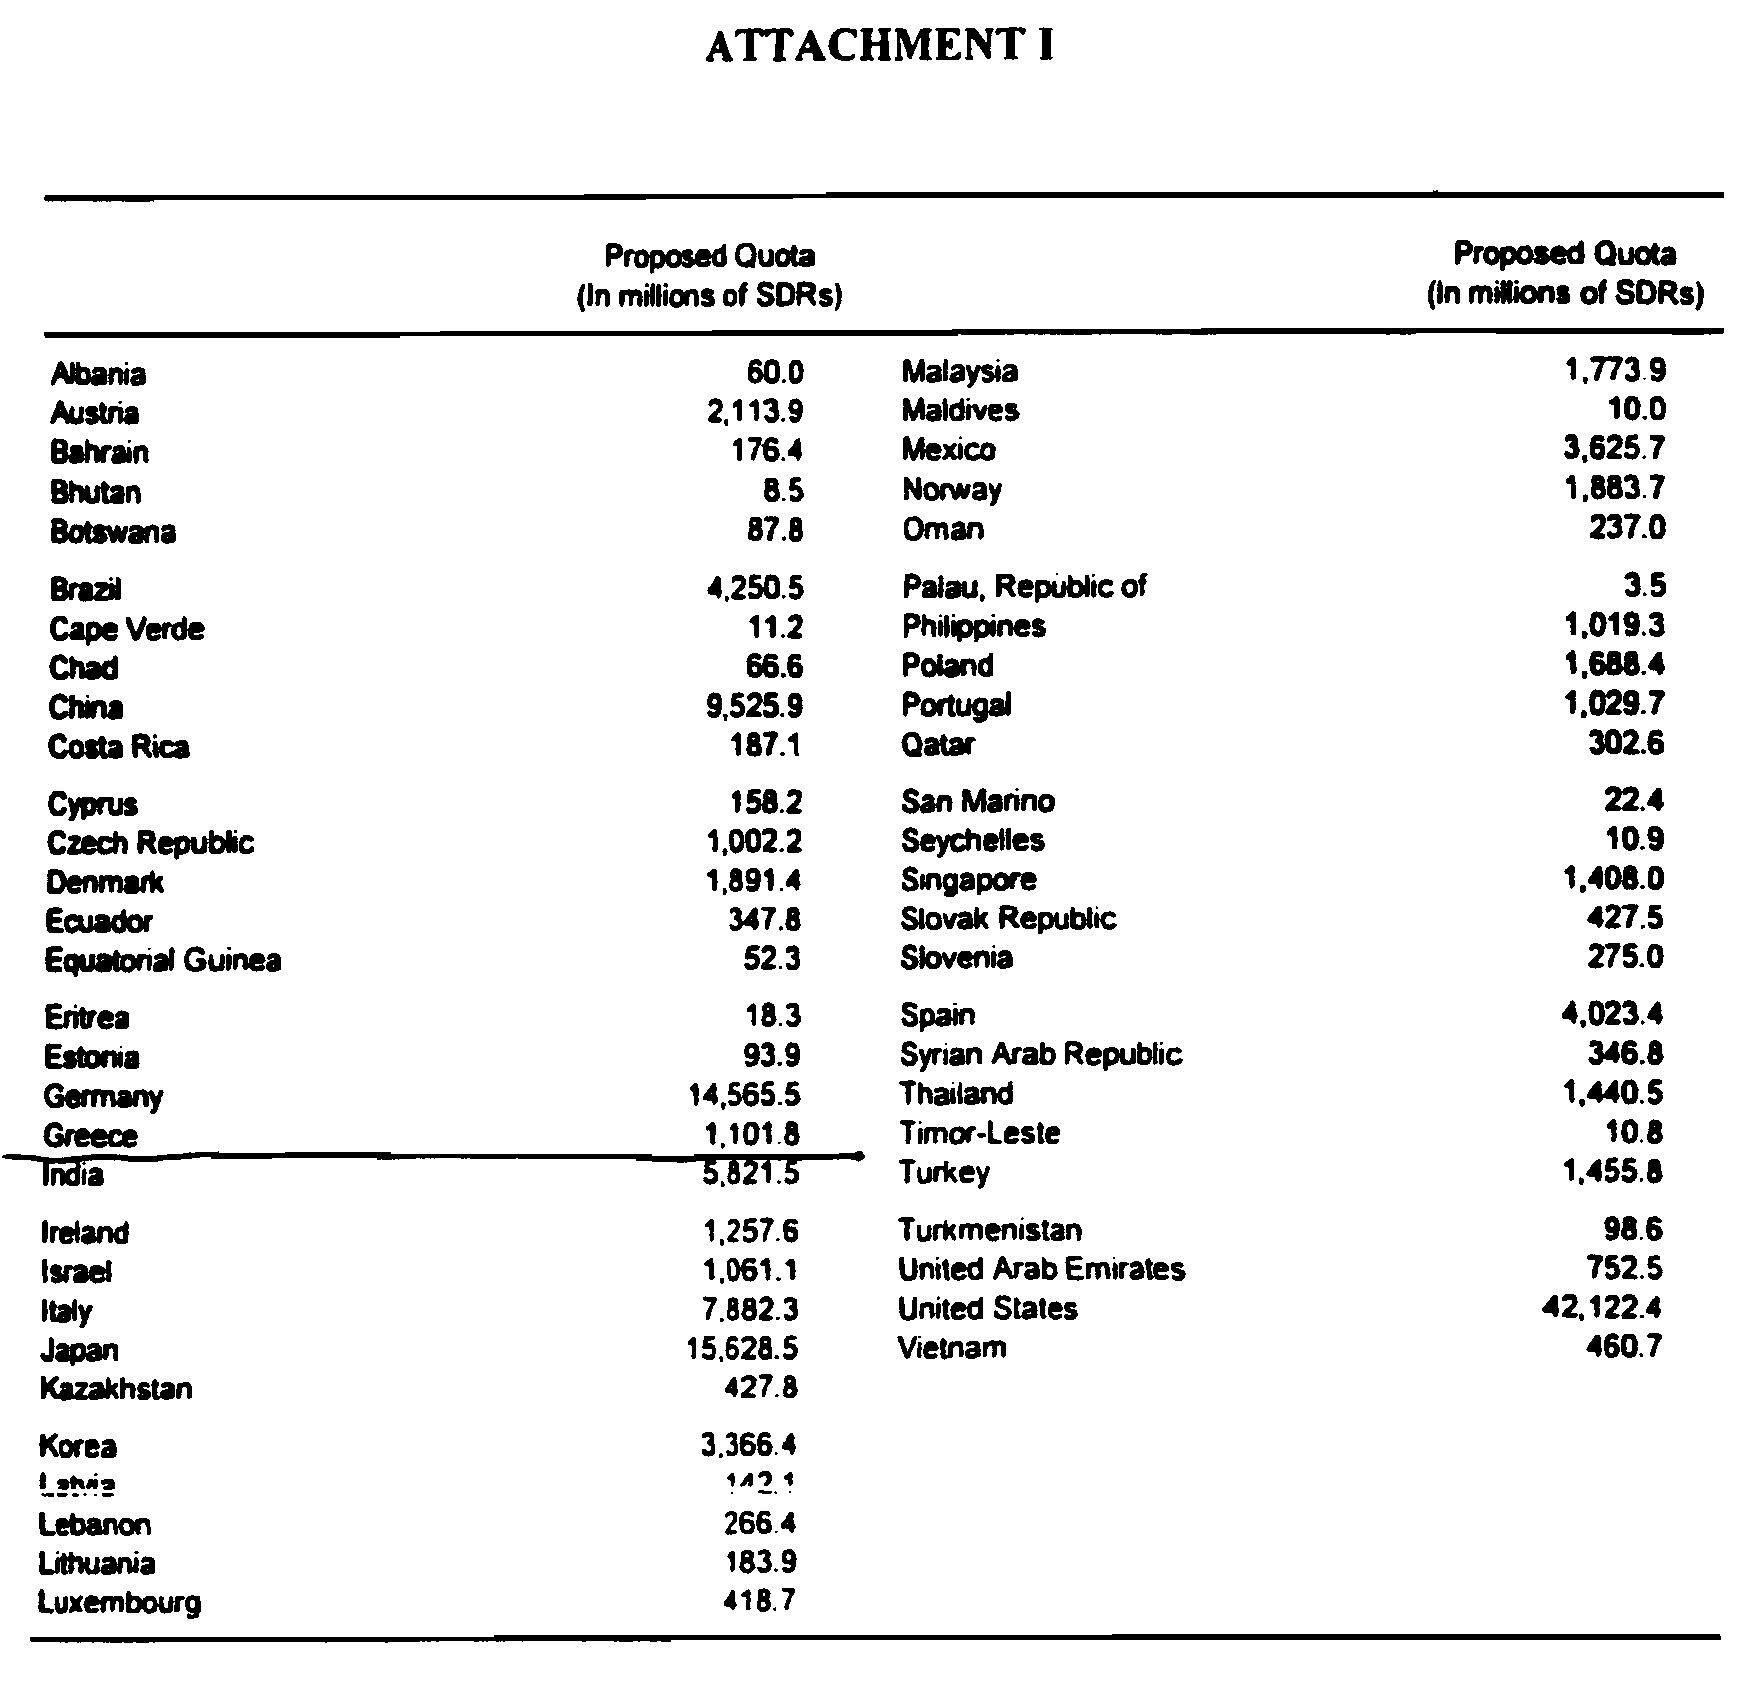 ATTACHMENT I
Proposed Quota Proposed Quota
(In millions of SDRs) (In millions of SDRs)
Albania 60.0 Malaysia 1,773.9
Austria 2,113.9 Maldives 10.0
Bahrain 176.4 Mexico 3,625.7
Bhutan 8.5 Norway 1,883.7
Botswana 87.8 Oman 237.0
Brazil 4,250.5 Palau, Republic of 3.5
Cape Verde 11.2 Philippines 1,019.3
Chad 66.6 Poland 1,688.4
China 9,525.9 Portugal 1,029.7
Costa Rica 187.1 Qatar 302.6
Cyprus 158.2 San Marino 22.4
Czech Republic 1,002.2 Seychelles 10.9
Denmark 1,891.4 Singapore 1,408.0
Ecuador 347.8 Slovak Republic 427.5
Equatorial Guinea 52.3 Slovenia 275.0
Eritrea 18.3 Spain 4,023.4
Estonia 93.9 Syrian Arab Republic 346.8
Germany 14,565.5 Thailand 1,440.5
Greece 1,101.8 Timor-Leste 10.8
India 5,821.5 Turkey 1,455.8
Ireland 1,257.6 Turkmenistan 98.6
Israel 1,061.1 United Arab Emirates 752.5
Italy 7,882.3 United States 42,122.4
Japan 15,628.5 Vietnam 460.7
Kazakhstan 427.8
Korea 3,366.4
Latvia 142.1
Lebanon 266.4
Lithuania 183.9
Luxembourg 418.7